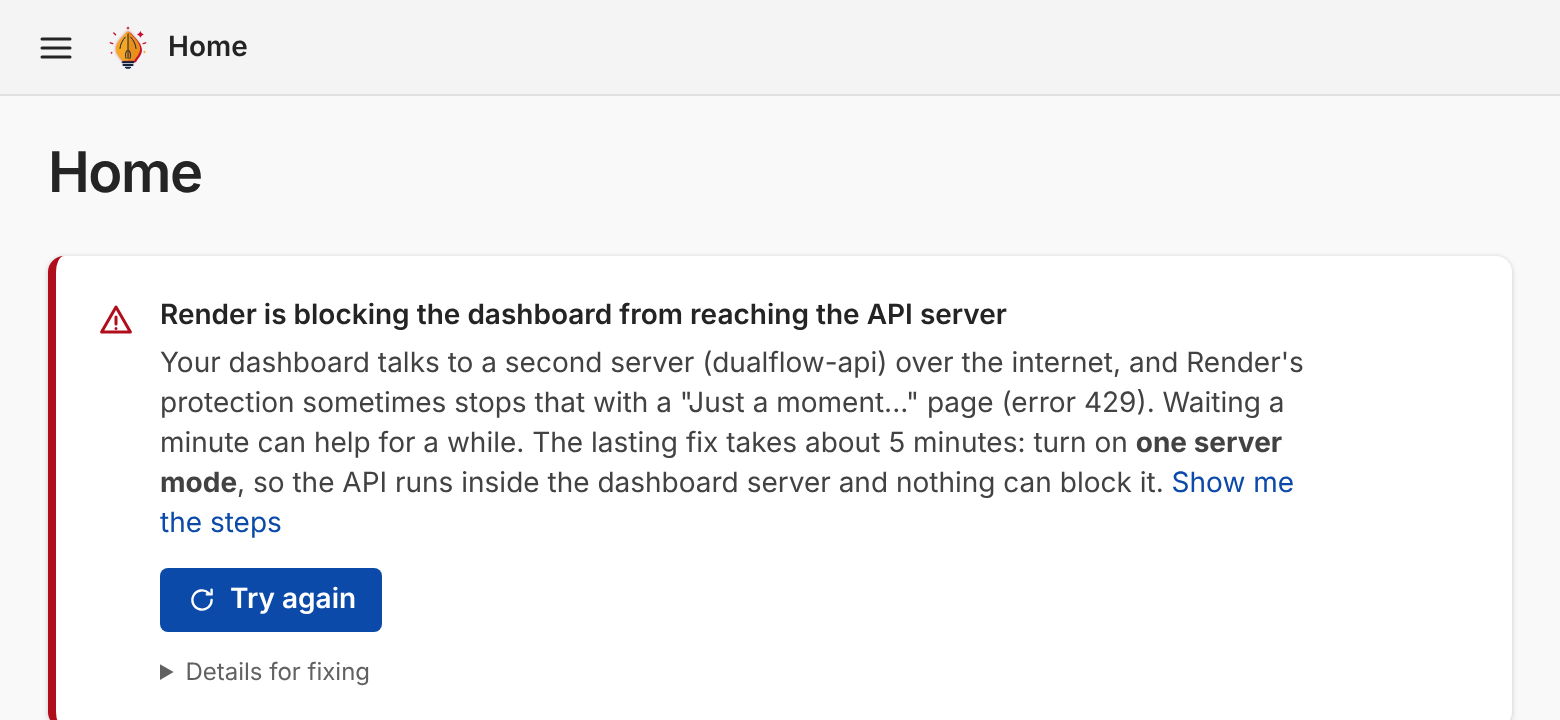 Home
Home
Render is blocking the dashboard from reaching the API server
Your dashboard talks to a second server (dualflow-api) over the internet, and Render's
protection sometimes stops that with a "Just a moment..." page (error 429). Waiting a
minute can help for a while. The lasting fix takes about 5 minutes: turn on one server
mode, so the API runs inside the dashboard server and nothing can block it. Show me
the steps
Try again
Details for fixing